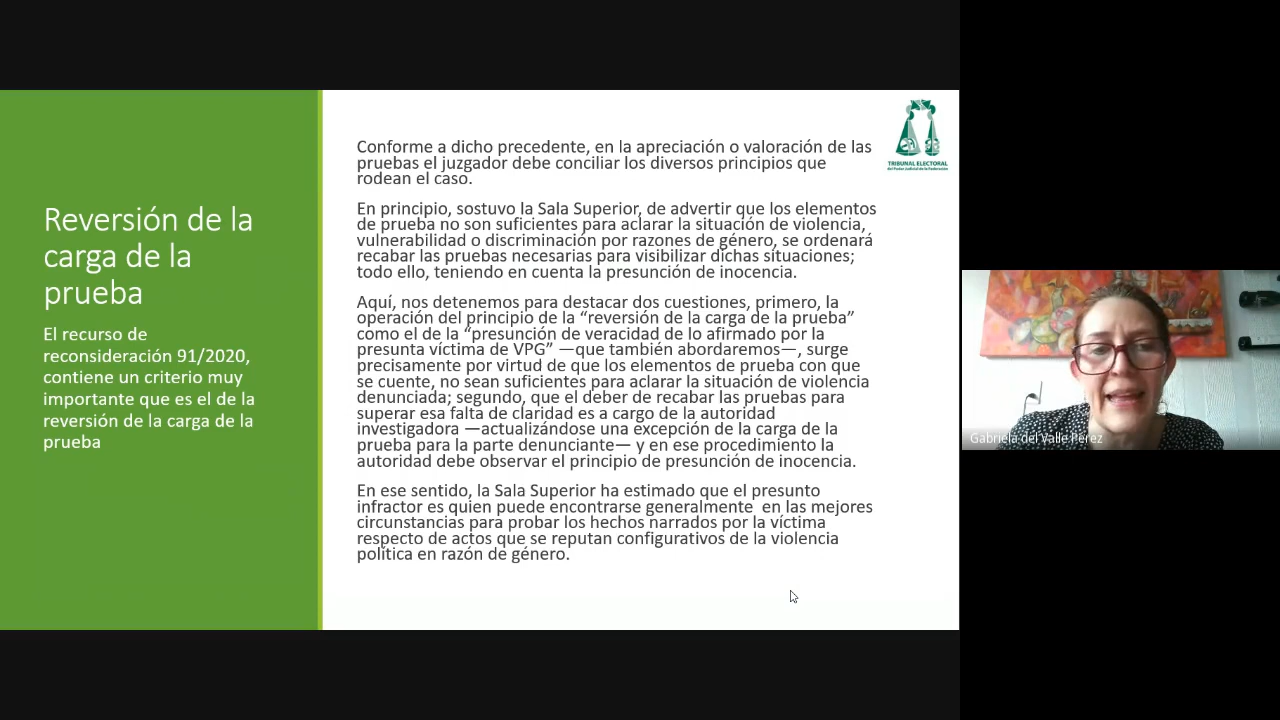 Reversión de la
carga de la
prueba
El recurso de
reconsideración 91/2020,
contiene un criterio muy
importante que es el de la
reversión de la carga de la
prueba
Conforme a dicho precedente, en la apreciación o valoración de las
pruebas el juzgador debe conciliar los diversos principios que
rodean el caso.
En principio, sostuvo la Sala Superior, de advertir que los elementos
de prueba no son suficientes para aclarar la situación de violencia,
vulnerabilidad o discriminación por razones de género, se ordenará
recabar las pruebas necesarias para visibilizar dichas situaciones;
todo ello, teniendo en cuenta la presunción de inocencia.
Aquí, nos detenemos para destacar dos cuestiones, primero, la
operación del principio de la “reversión de la carga de la prueba”
como el de la “presunción de veracidad de lo afirmado por la
presunta víctima de VPG” —que también abordaremos—, surge
precisamente por virtud de que los elementos de prueba con que
se cuente, no sean suficientes para aclarar la situación de violencia
denunciada; segundo, que el deber de recabar las pruebas para
superar esa falta de claridad es a cargo de la autoridad
investigadora —actualizándose una excepción de la carga de la
prueba para la parte denunciante— y en ese procedimiento la
autoridad debe observar el principio de presunción de inocencia.
En ese sentido, la Sala Superior ha estimado que el presunto
infractor es quien puede encontrarse generalmente en las mejores
circunstancias para probar los hechos narrados por la víctima
respecto de actos que se reputan configurativos de la violencia
política en razón de género.
TRIBUNAL ELECTORAL
del Poder Judicial de la Federación
Gabriela del Valle Pérez